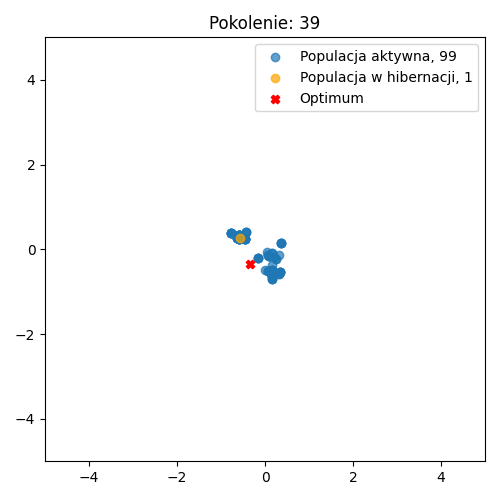 Pokolenie: 39
Populacja aktywna, 99
Populacja w hibernacji, 1
Optimum
4
2
0
−2
−4
−4
−2
0
2
4